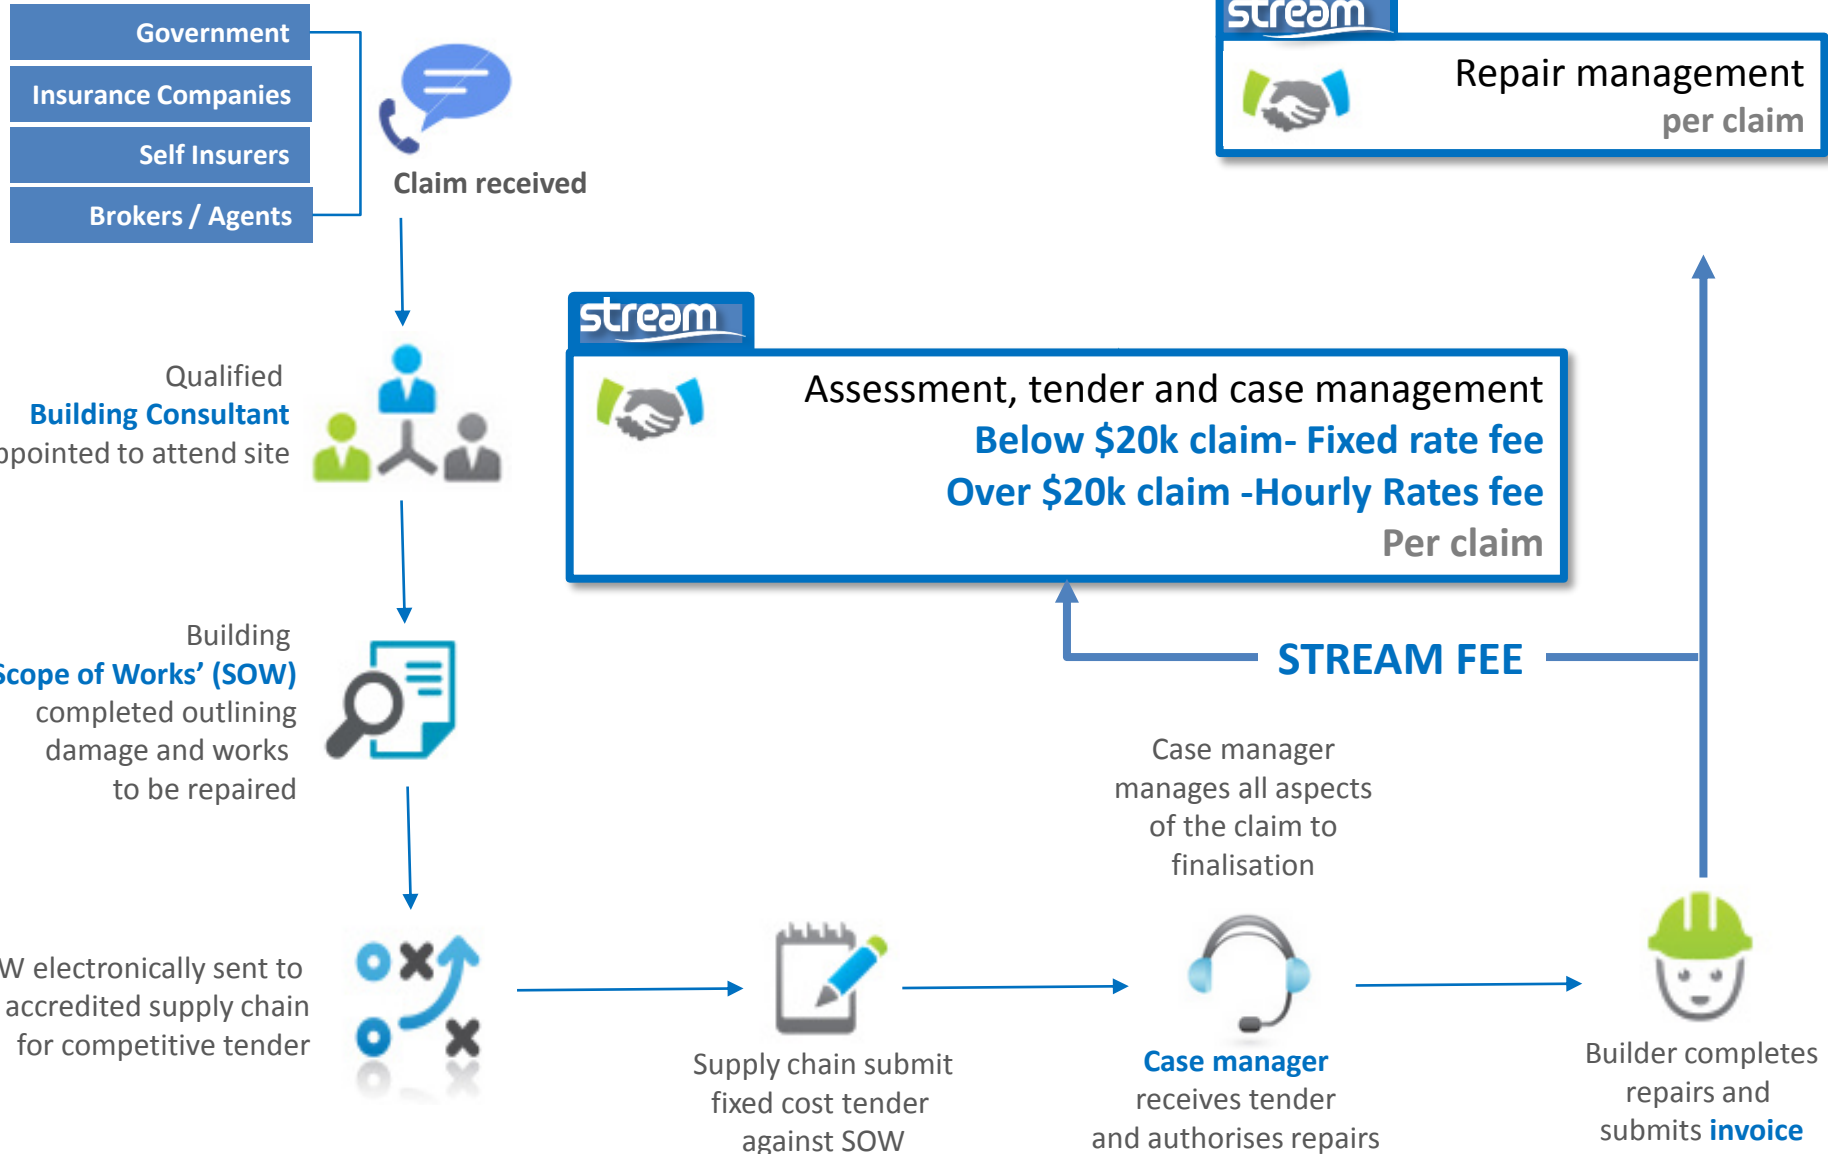 Government
Insurance Companies
Self Insurers
Brokers / Agents
Claim received
stream
Repair management
per claim
Qualified
Building Consultant
ppointed to attend site
stream
Assessment, tender and case management
Below $20k claim- Fixed rate fee
Over $20k claim -Hourly Rates fee
Per claim
STREAM FEE
Building
Scope of Works’ (SOW)
completed outlining
damage and works
to be repaired
Case manager
manages all aspects
of the claim to
finalisation
W electronically sent to
accredited supply chain
for competitive tender
Supply chain submit
fixed cost tender
against SOW
Case manager
receives tender
and authorises repairs
Builder completes
repairs and
submits invoice